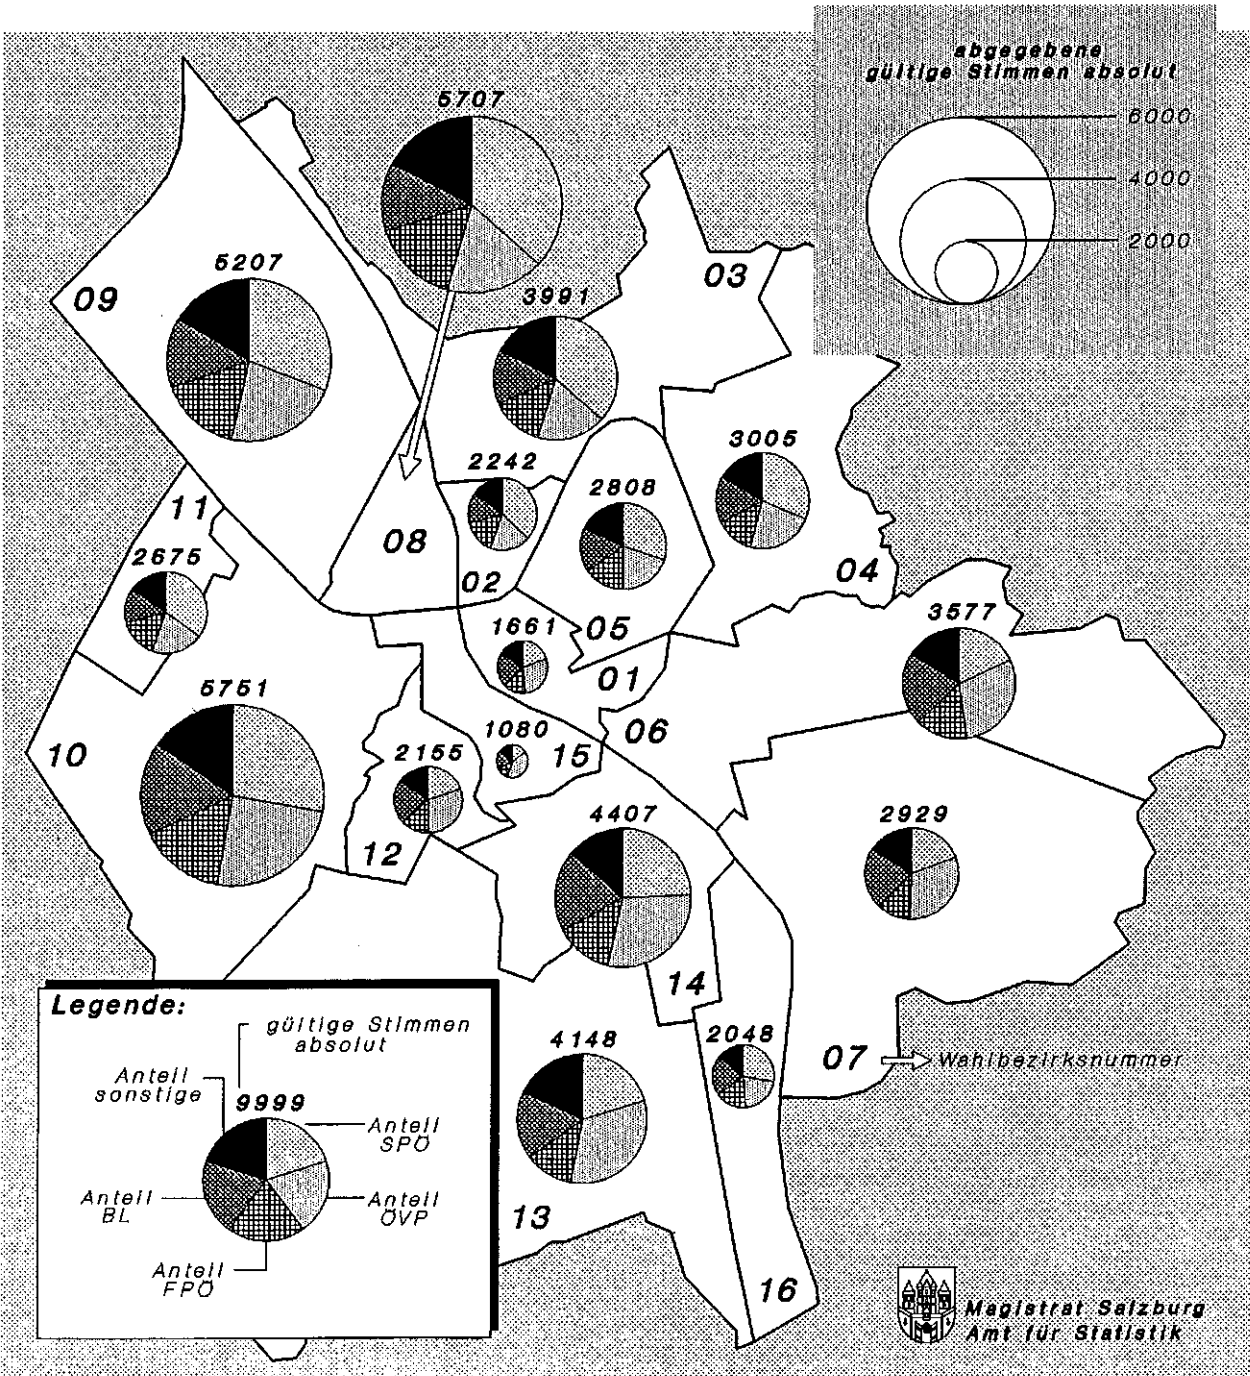 abgegebene
gültige Stimmen absolut
6000
4000
2000
5707
03
5207
09
3991
3005
2242
2808
11
08
02
04
2675
05
3577
1661
01
5751
06
10
1080
15
2155
4407
2929
12
14
07
Wahlbezirksnummer
4148
2048
13
16
Legende:
gültige Stimmen
absolut
Anteil
sonstige
9999
Anteil
SPÖ
Anteil
BL
Anteil
ÖVP
Anteil
FPÖ
Magistrat Salzburg
Amt für Statistik